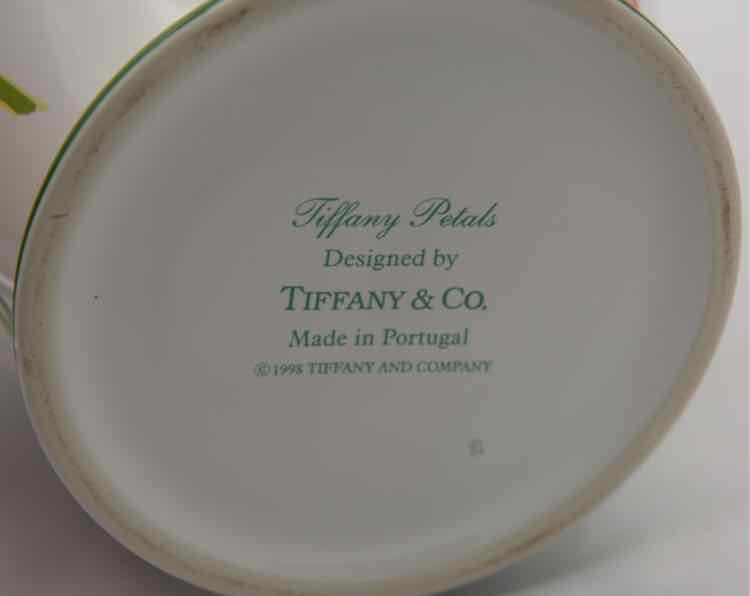 Tiffany Petals
Designed by
TIFFANY & CO.
Made in Portugal
©1998 TIFFANY AND COMPANY